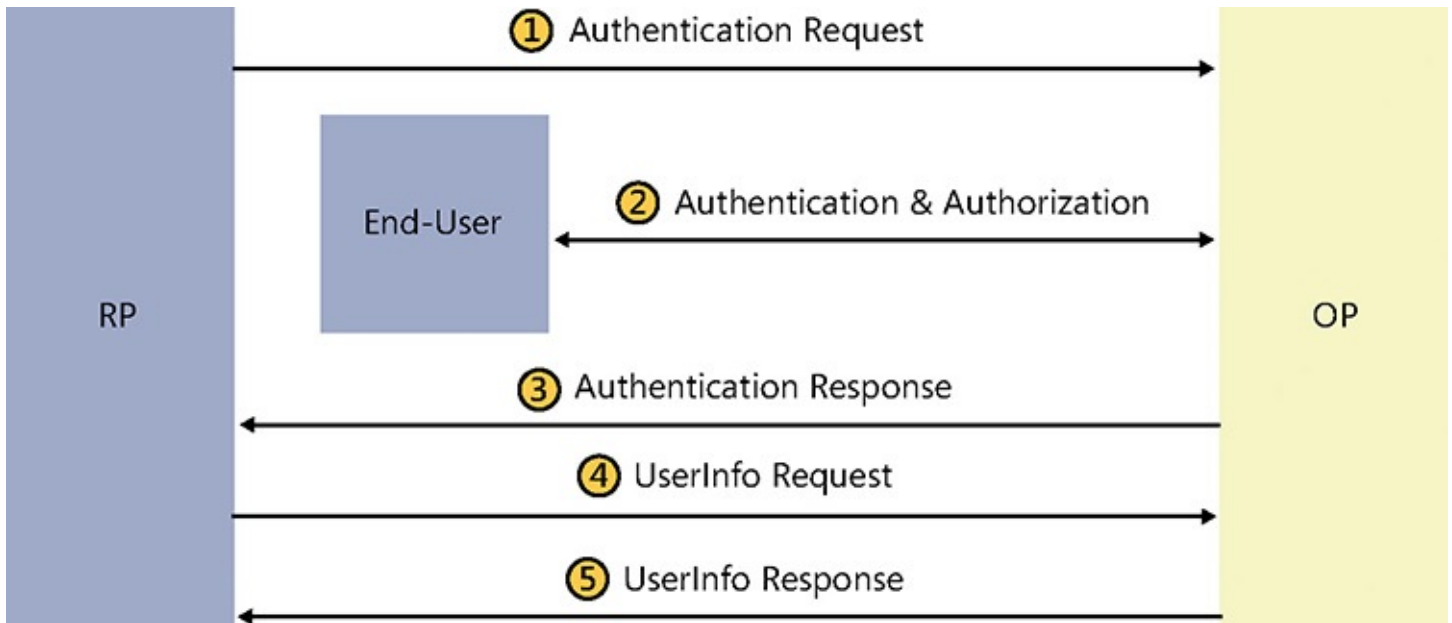 1 Authentication Request
End-User
2 Authentication & Authorization
RP
OP
3 Authentication Response
4 UserInfo Request
5 UserInfo Response